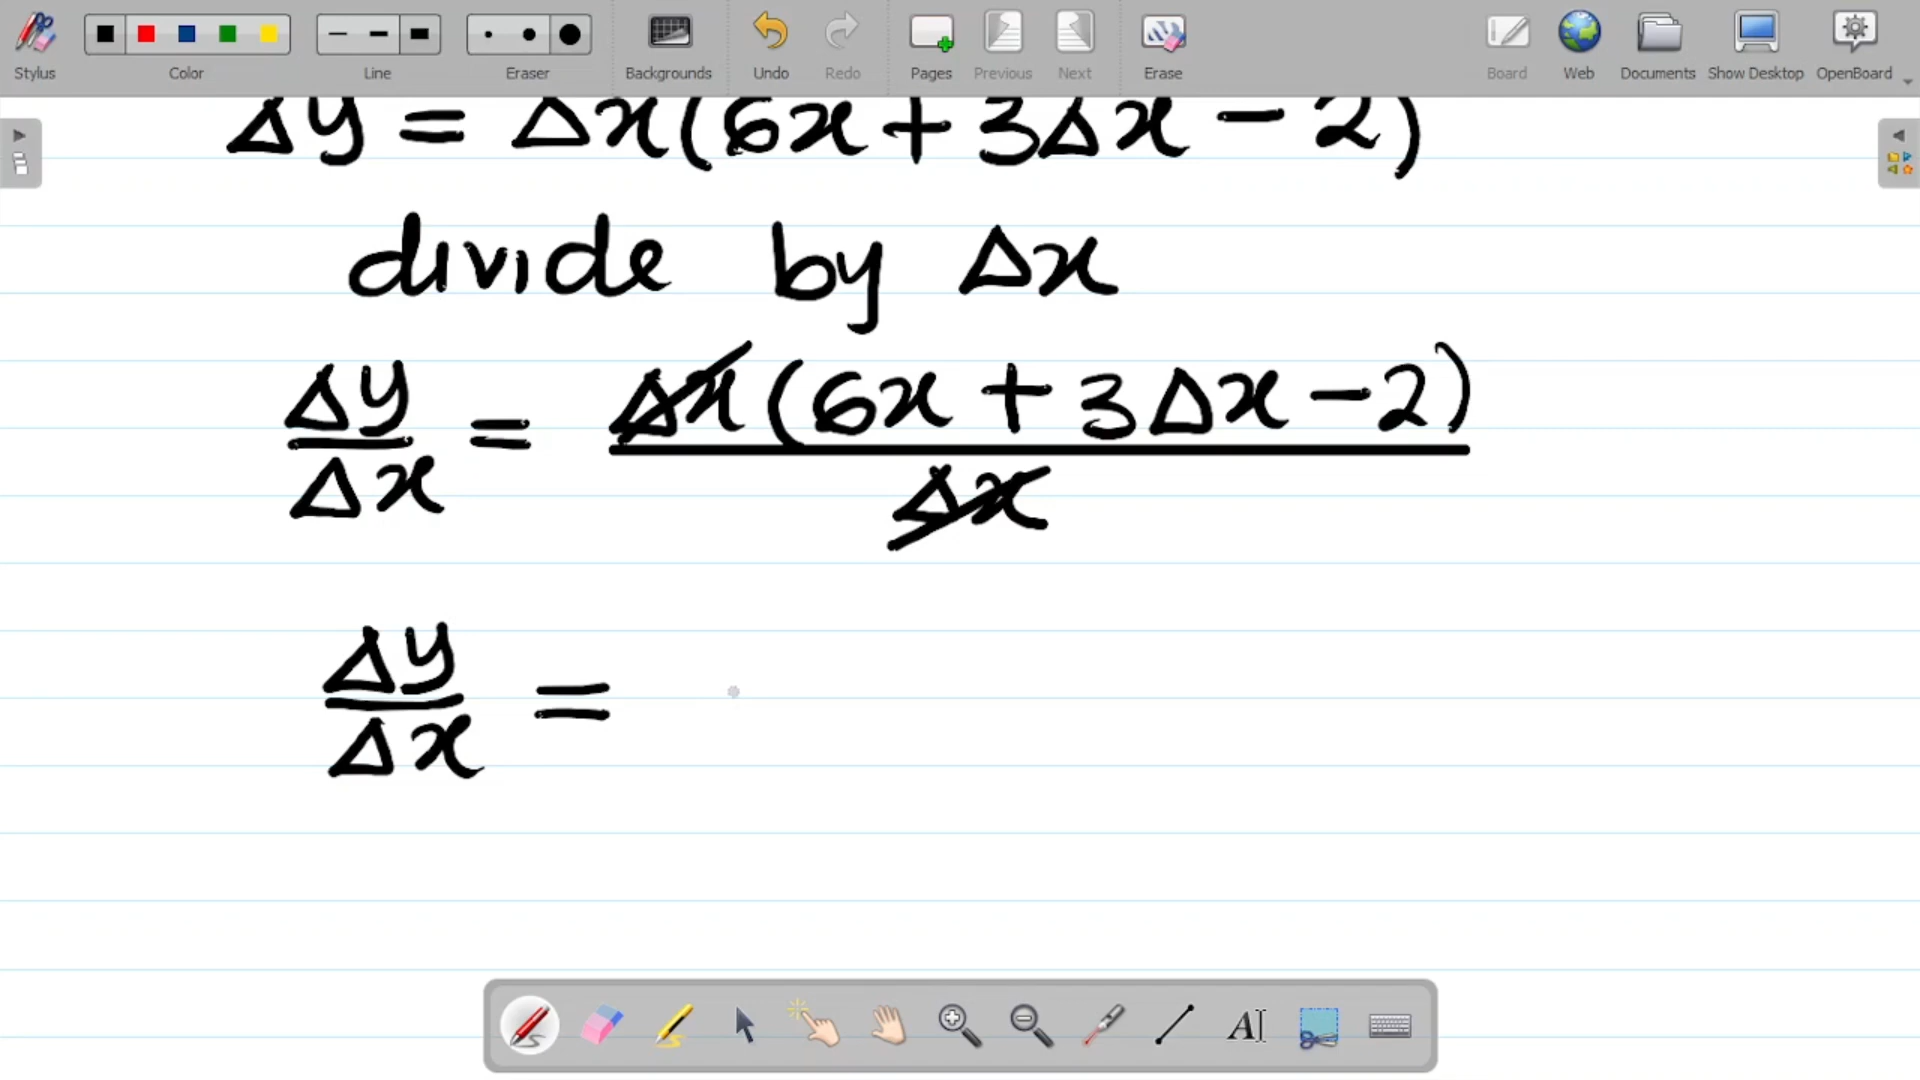 Stylus Color Line Eraser Backgrounds Undo Redo Pages Previous Next Erase Board Web Documents Show Desktop OpenBoard
Δy = Δx(6x + 3Δx - 2)
divide by Δx
Δy/Δx = Δx(6x + 3Δx - 2)/Δx
Δy/Δx =